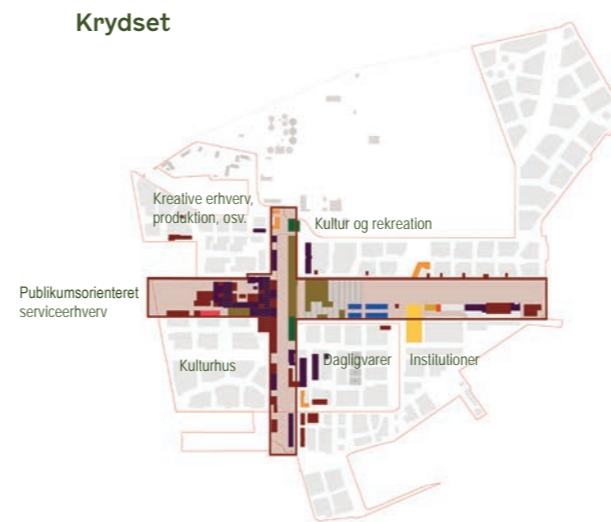 Krydset
Kreative erhverv,
produktion, osv.
Kultur og rekreation
Publikumsorienteret
serviceerhverv
Kulturhus
Dagligvarer
Institutioner